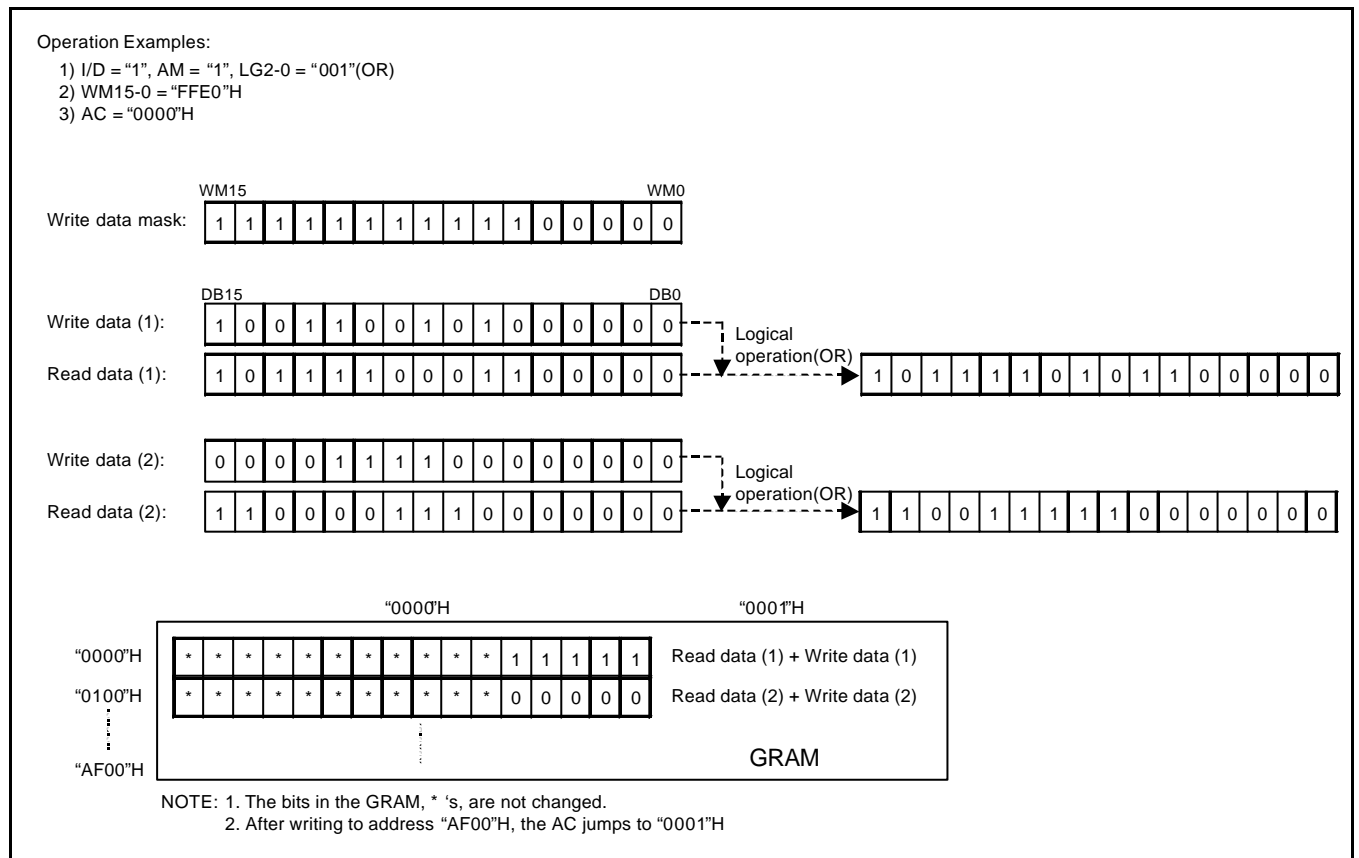 Operation Examples:
1) I/D = “1”, AM = “1”, LG2-0 = “001”(OR)
2) WM15-0 = “FFE0”H
3) AC = “0000”H
WM15 WM0
Write data mask: 1 1 1 1 1 1 1 1 1 1 1 0 0 0 0 0
DB15 DB0
Write data (1): 1 0 0 1 1 0 0 1 0 1 0 0 0 0 0 0
Logical
operation(OR)
Read data (1): 1 0 1 1 1 1 0 0 0 1 1 0 0 0 0 0 1 0 1 1 1 1 0 1 0 1 1 0 0 0 0 0
Write data (2): 0 0 0 0 1 1 1 1 0 0 0 0 0 0 0 0
Logical
operation(OR)
Read data (2): 1 1 0 0 0 0 1 1 1 0 0 0 0 0 0 0 1 1 0 0 1 1 1 1 1 0 0 0 0 0 0 0
“0000”H “0001”H
“0000”H * * * * * * * * * * * 1 1 1 1 1 Read data (1) + Write data (1)
“0100”H * * * * * * * * * * * 0 0 0 0 0 Read data (2) + Write data (2)
GRAM
“AF00”H
NOTE: 1. The bits in the GRAM, * ‘s, are not changed.
2. After writing to address “AF00”H, the AC jumps to “0001”H